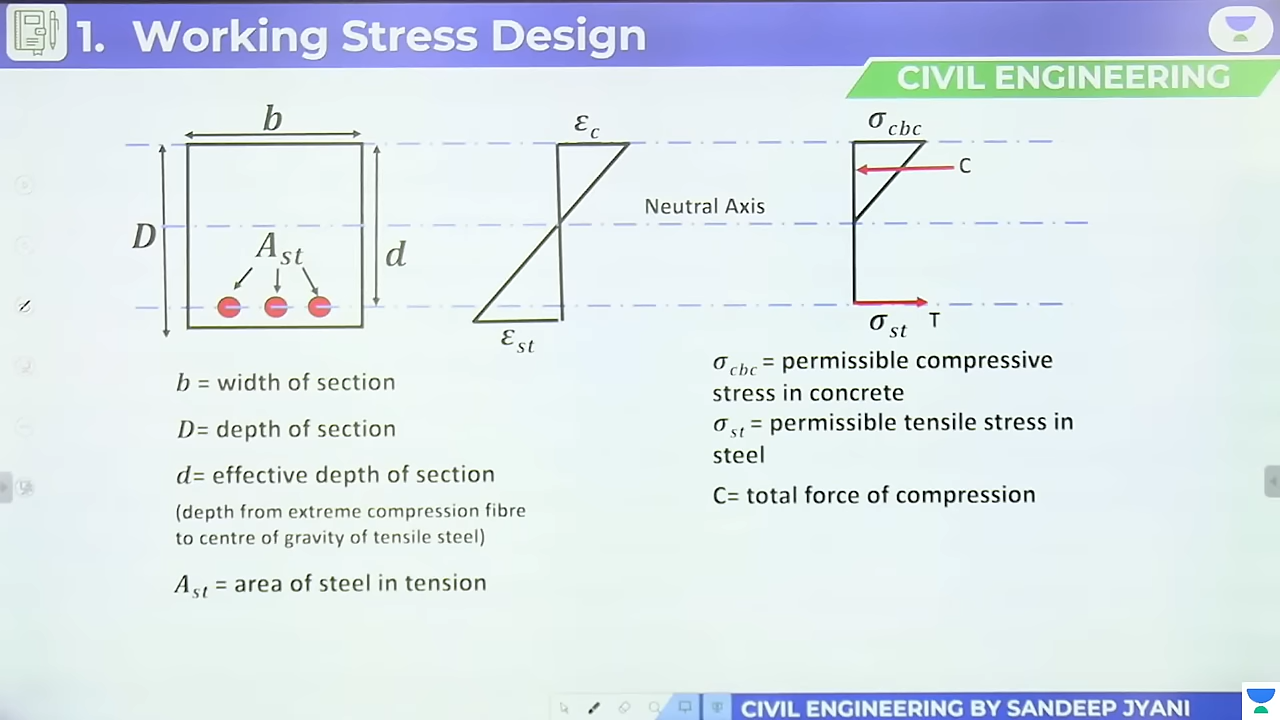 1. Working Stress Design
CIVIL ENGINEERING
b
D
A_st
d
ε_c
ε_st
Neutral Axis
σ_cbc
C
σ_st
T
b = width of section
D= depth of section
d= effective depth of section
(depth from extreme compression fibre
to centre of gravity of tensile steel)
A_st = area of steel in tension
σ_cbc = permissible compressive
stress in concrete
σ_st = permissible tensile stress in
steel
C= total force of compression
CIVIL ENGINEERING BY SANDEEP JYANI